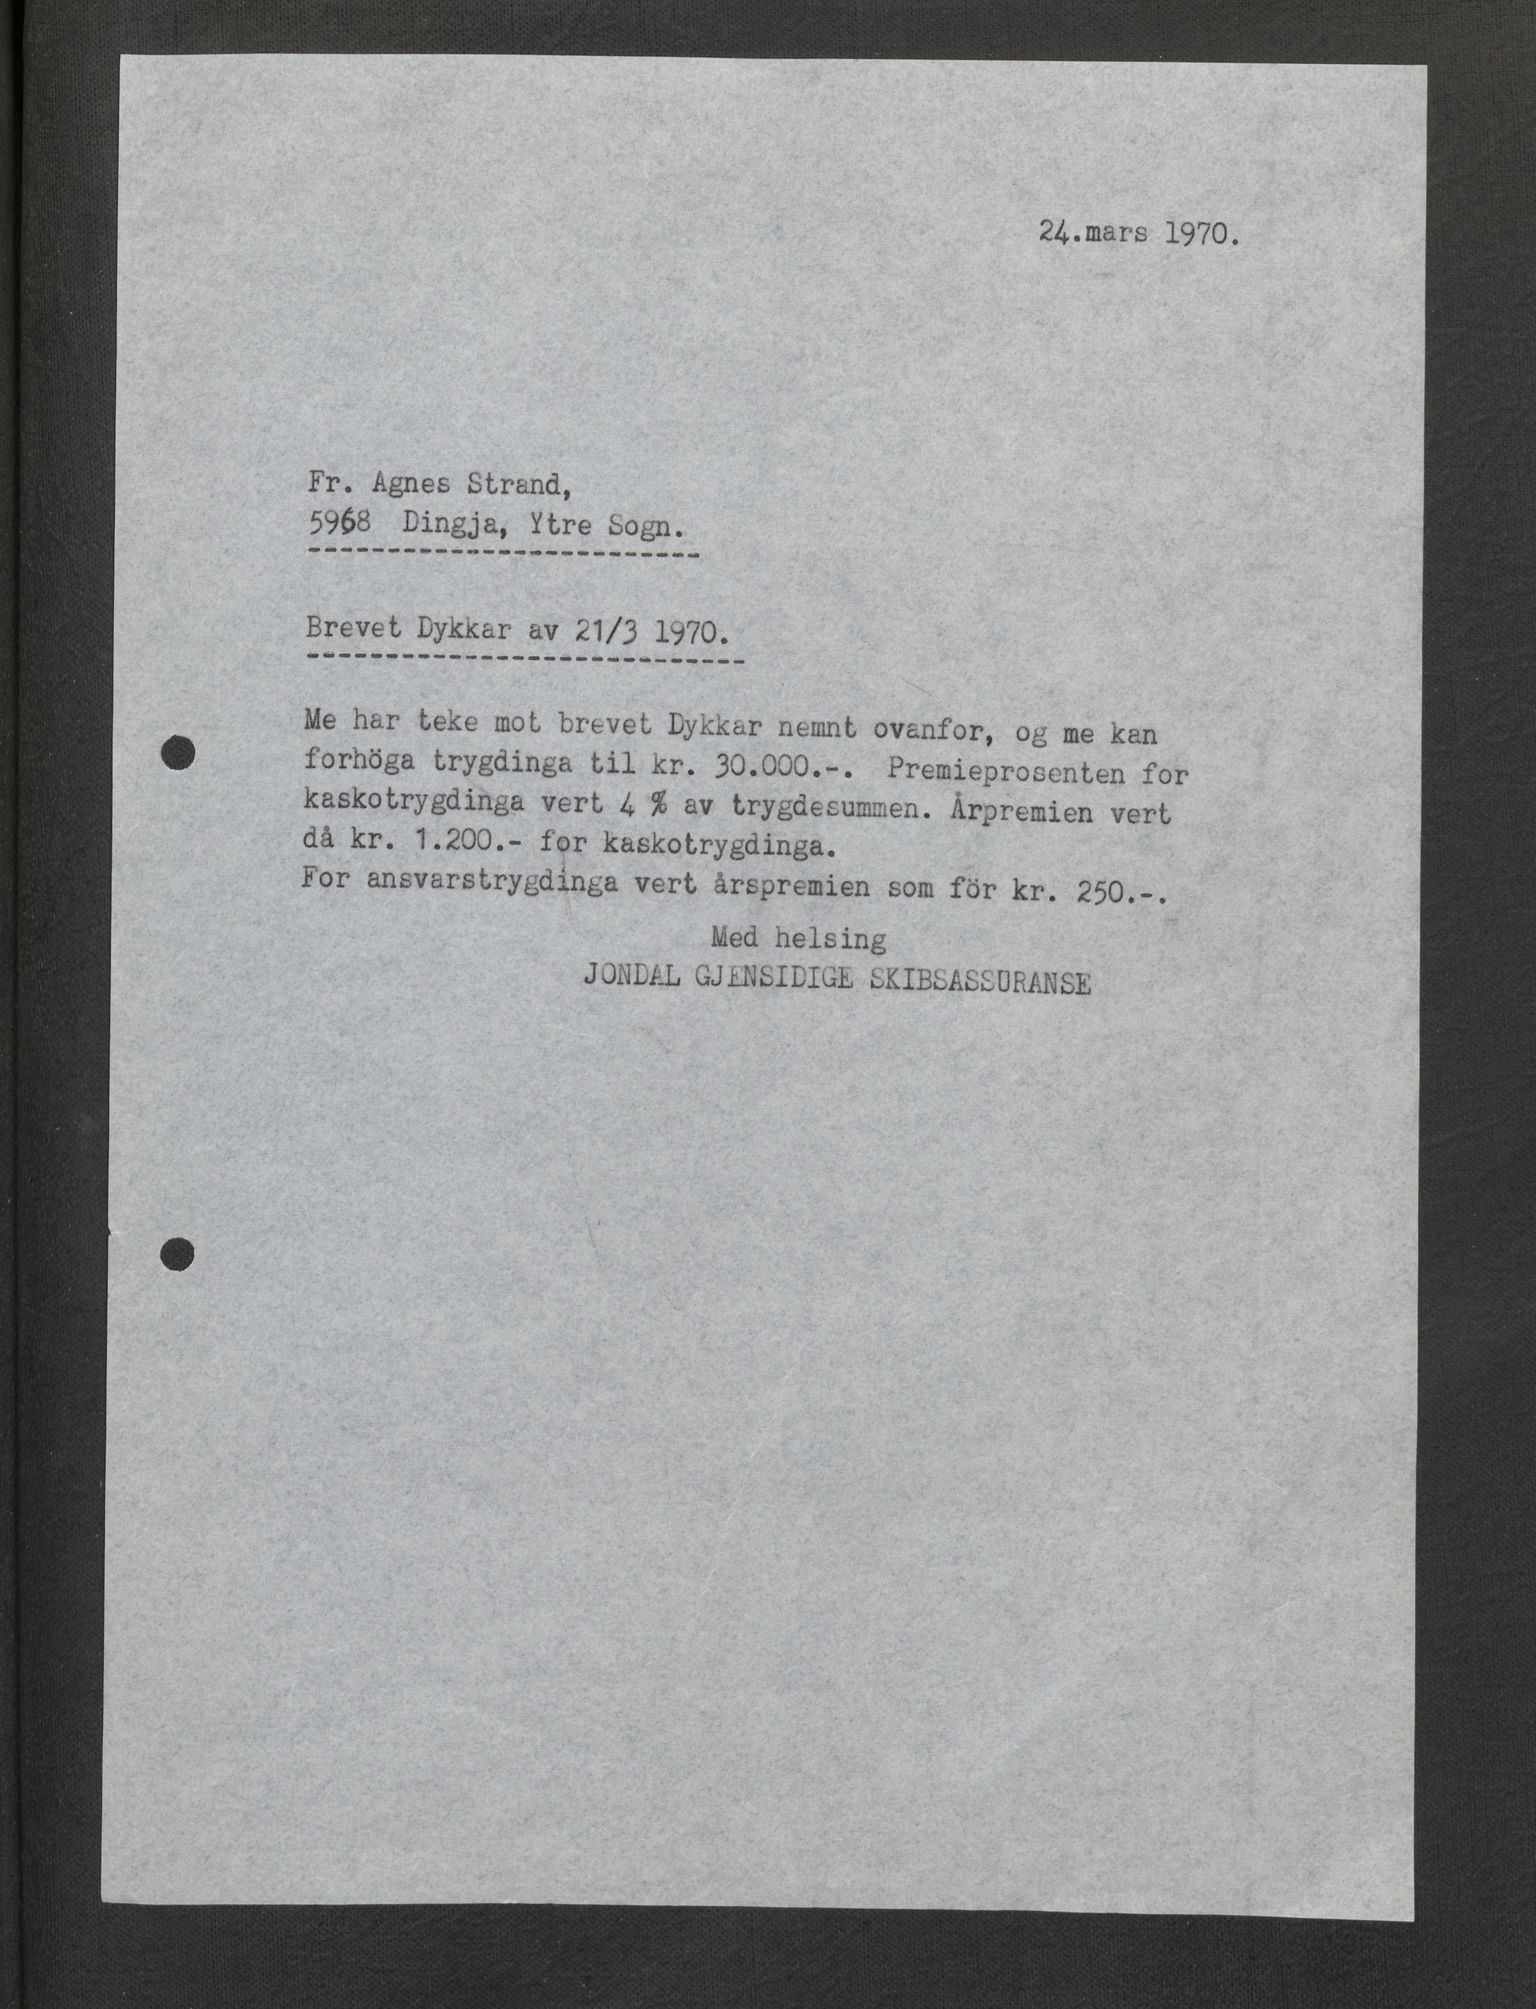 24.mars 1970.
Fr. Agnes Strand,
5968 Dingja, Ytre Sogn.
Brevet Dykkar av 21/3 1970.
Me har teke mot brevet Dykkar nemnt ovanfor, og me kan
forhöga trygdinga til kr. 30.000.-. Premieprosenten for
kaskotrygdinga vert 4 % av trygdesummen. Årpremien vert
då kr. 1.200.- for kaskotrygdinga.
For ansvarstrygdinga vert årspremien som för kr. 250.-.
Med helsing
JONDAL GJENSIDIGE SKIBSASSURANSE